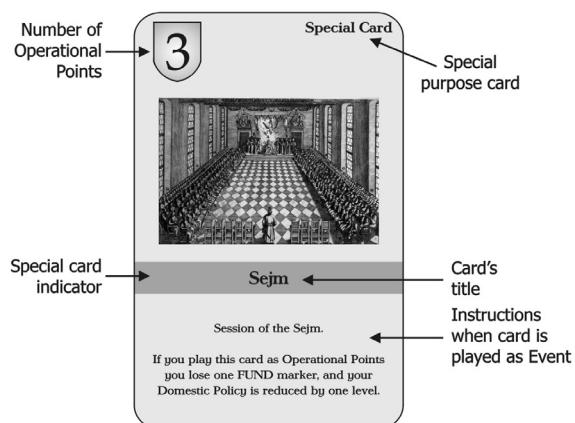 Number of
Operational
Points
3
Special Card
Special
purpose card
Special card
indicator
Sejm
Card's
title
Session of the Sejm.
If you play this card as Operational Points
you lose one FUND marker, and your
Domestic Policy is reduced by one level.
Instructions
when card is
played as Event